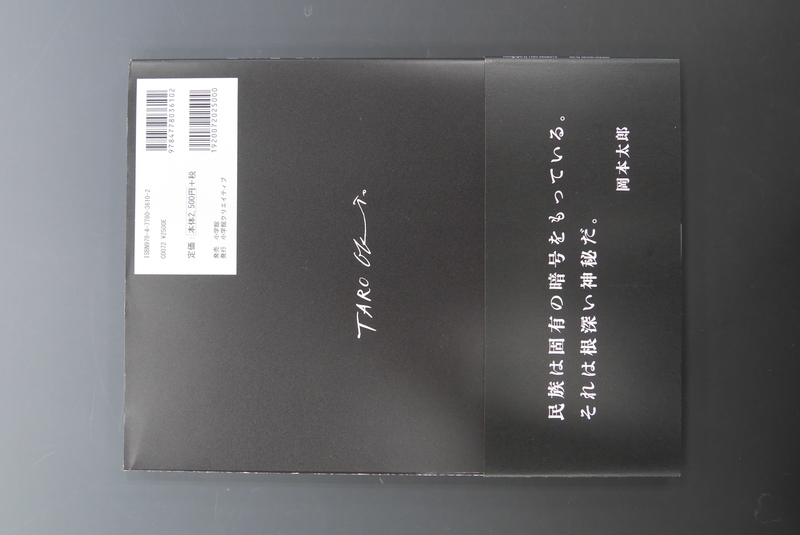 9784778036102
1920072025000
ISBN978-4-7780-3610-2
C0072 ¥2500E
定価：本体2,500円＋税
発売　小学館
発行　小学館クリエイティブ
TARO
民族は固有の暗号をもっている。
それは根深い神秘だ。
岡本太郎